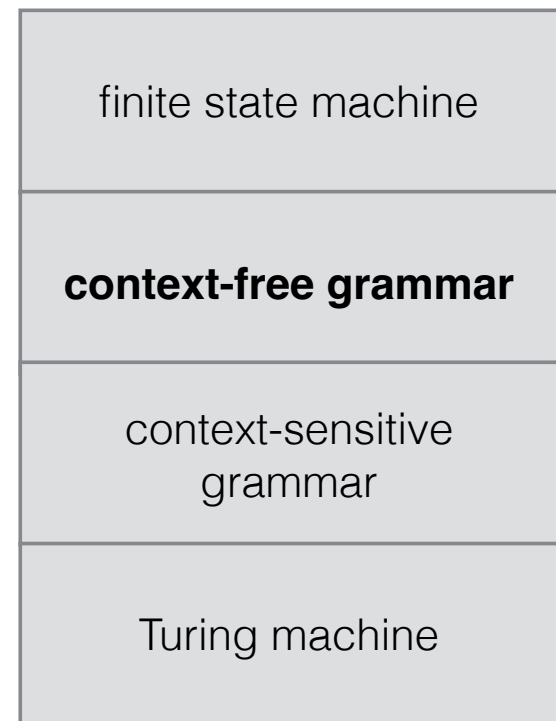 finite state machine
context-free grammar
context-sensitive
grammar
Turing machine